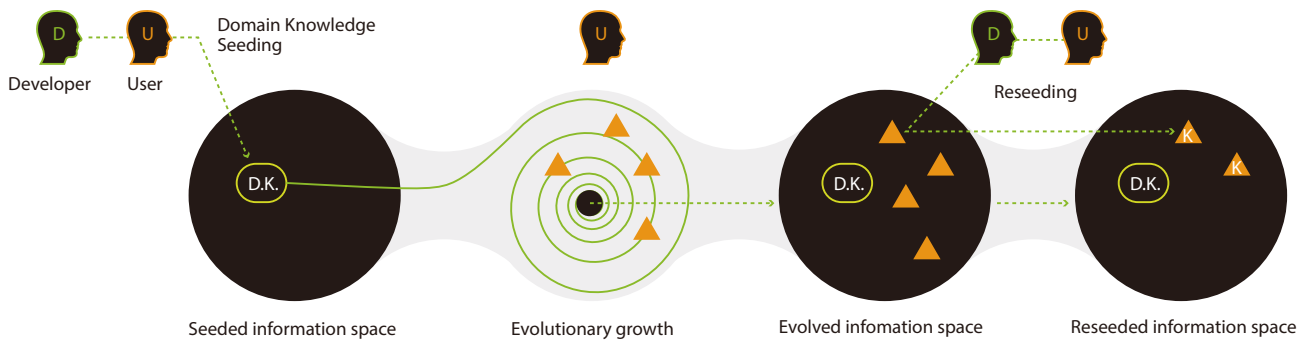 D
U
Domain Knowledge
Seeding
Developer
User
D.K.
Seeded information space
U
Evolutionary growth
D
U
Reseeding
D.K.
Evolved infomation space
K
K
D.K.
Reseeded information space